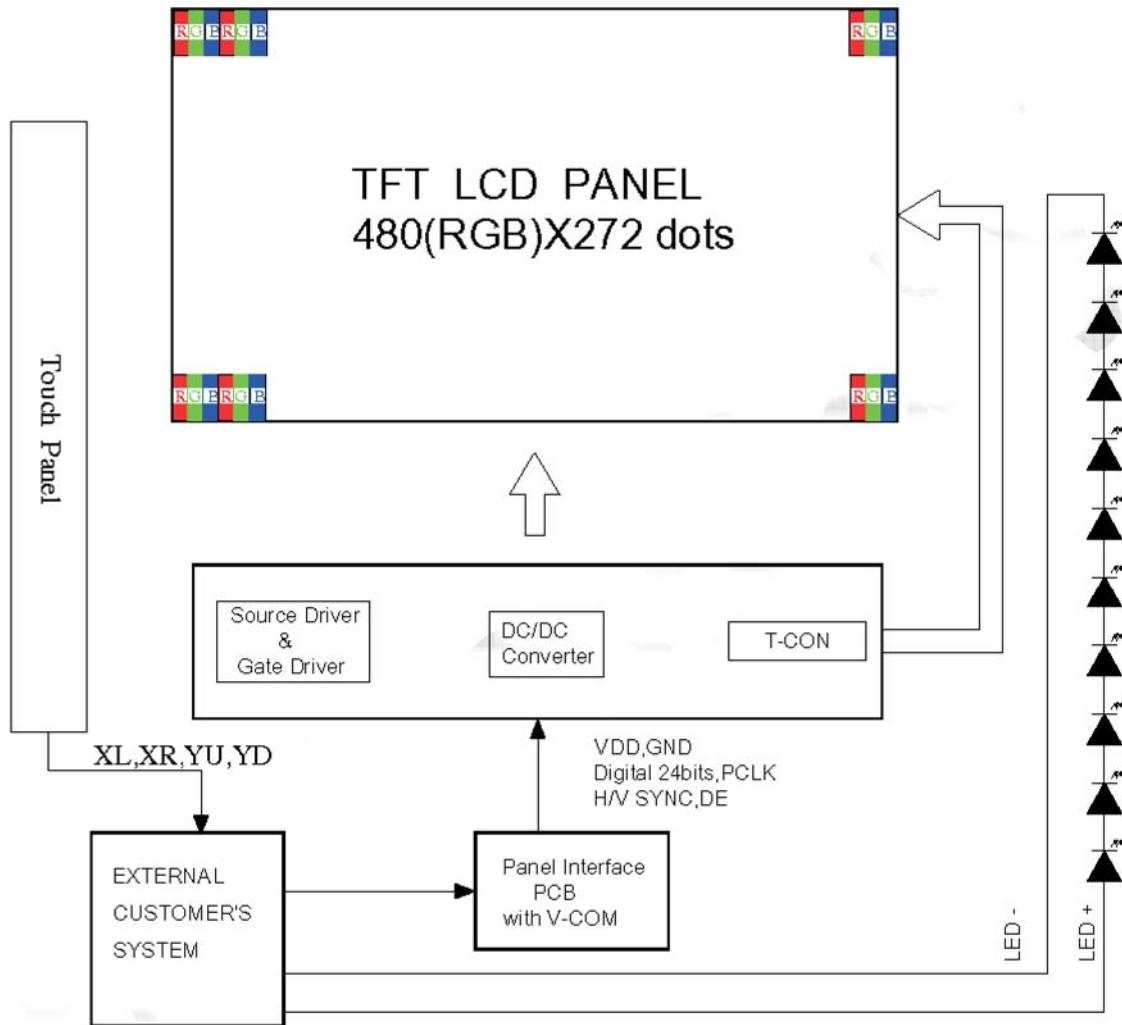 RGBRGB
RGB
TFT LCD PANEL
480(RGB)X272 dots
Touch Panel
RGBRGB
RGB
Source Driver
&
Gate Driver
DC/DC
Converter
T-CON
XL,XR,YU,YD
VDD,GND
Digital 24bits,PCLK
H/V SYNC,DE
EXTERNAL
CUSTOMER'S
SYSTEM
Panel Interface
PCB
with V-COM
LED -
LED +